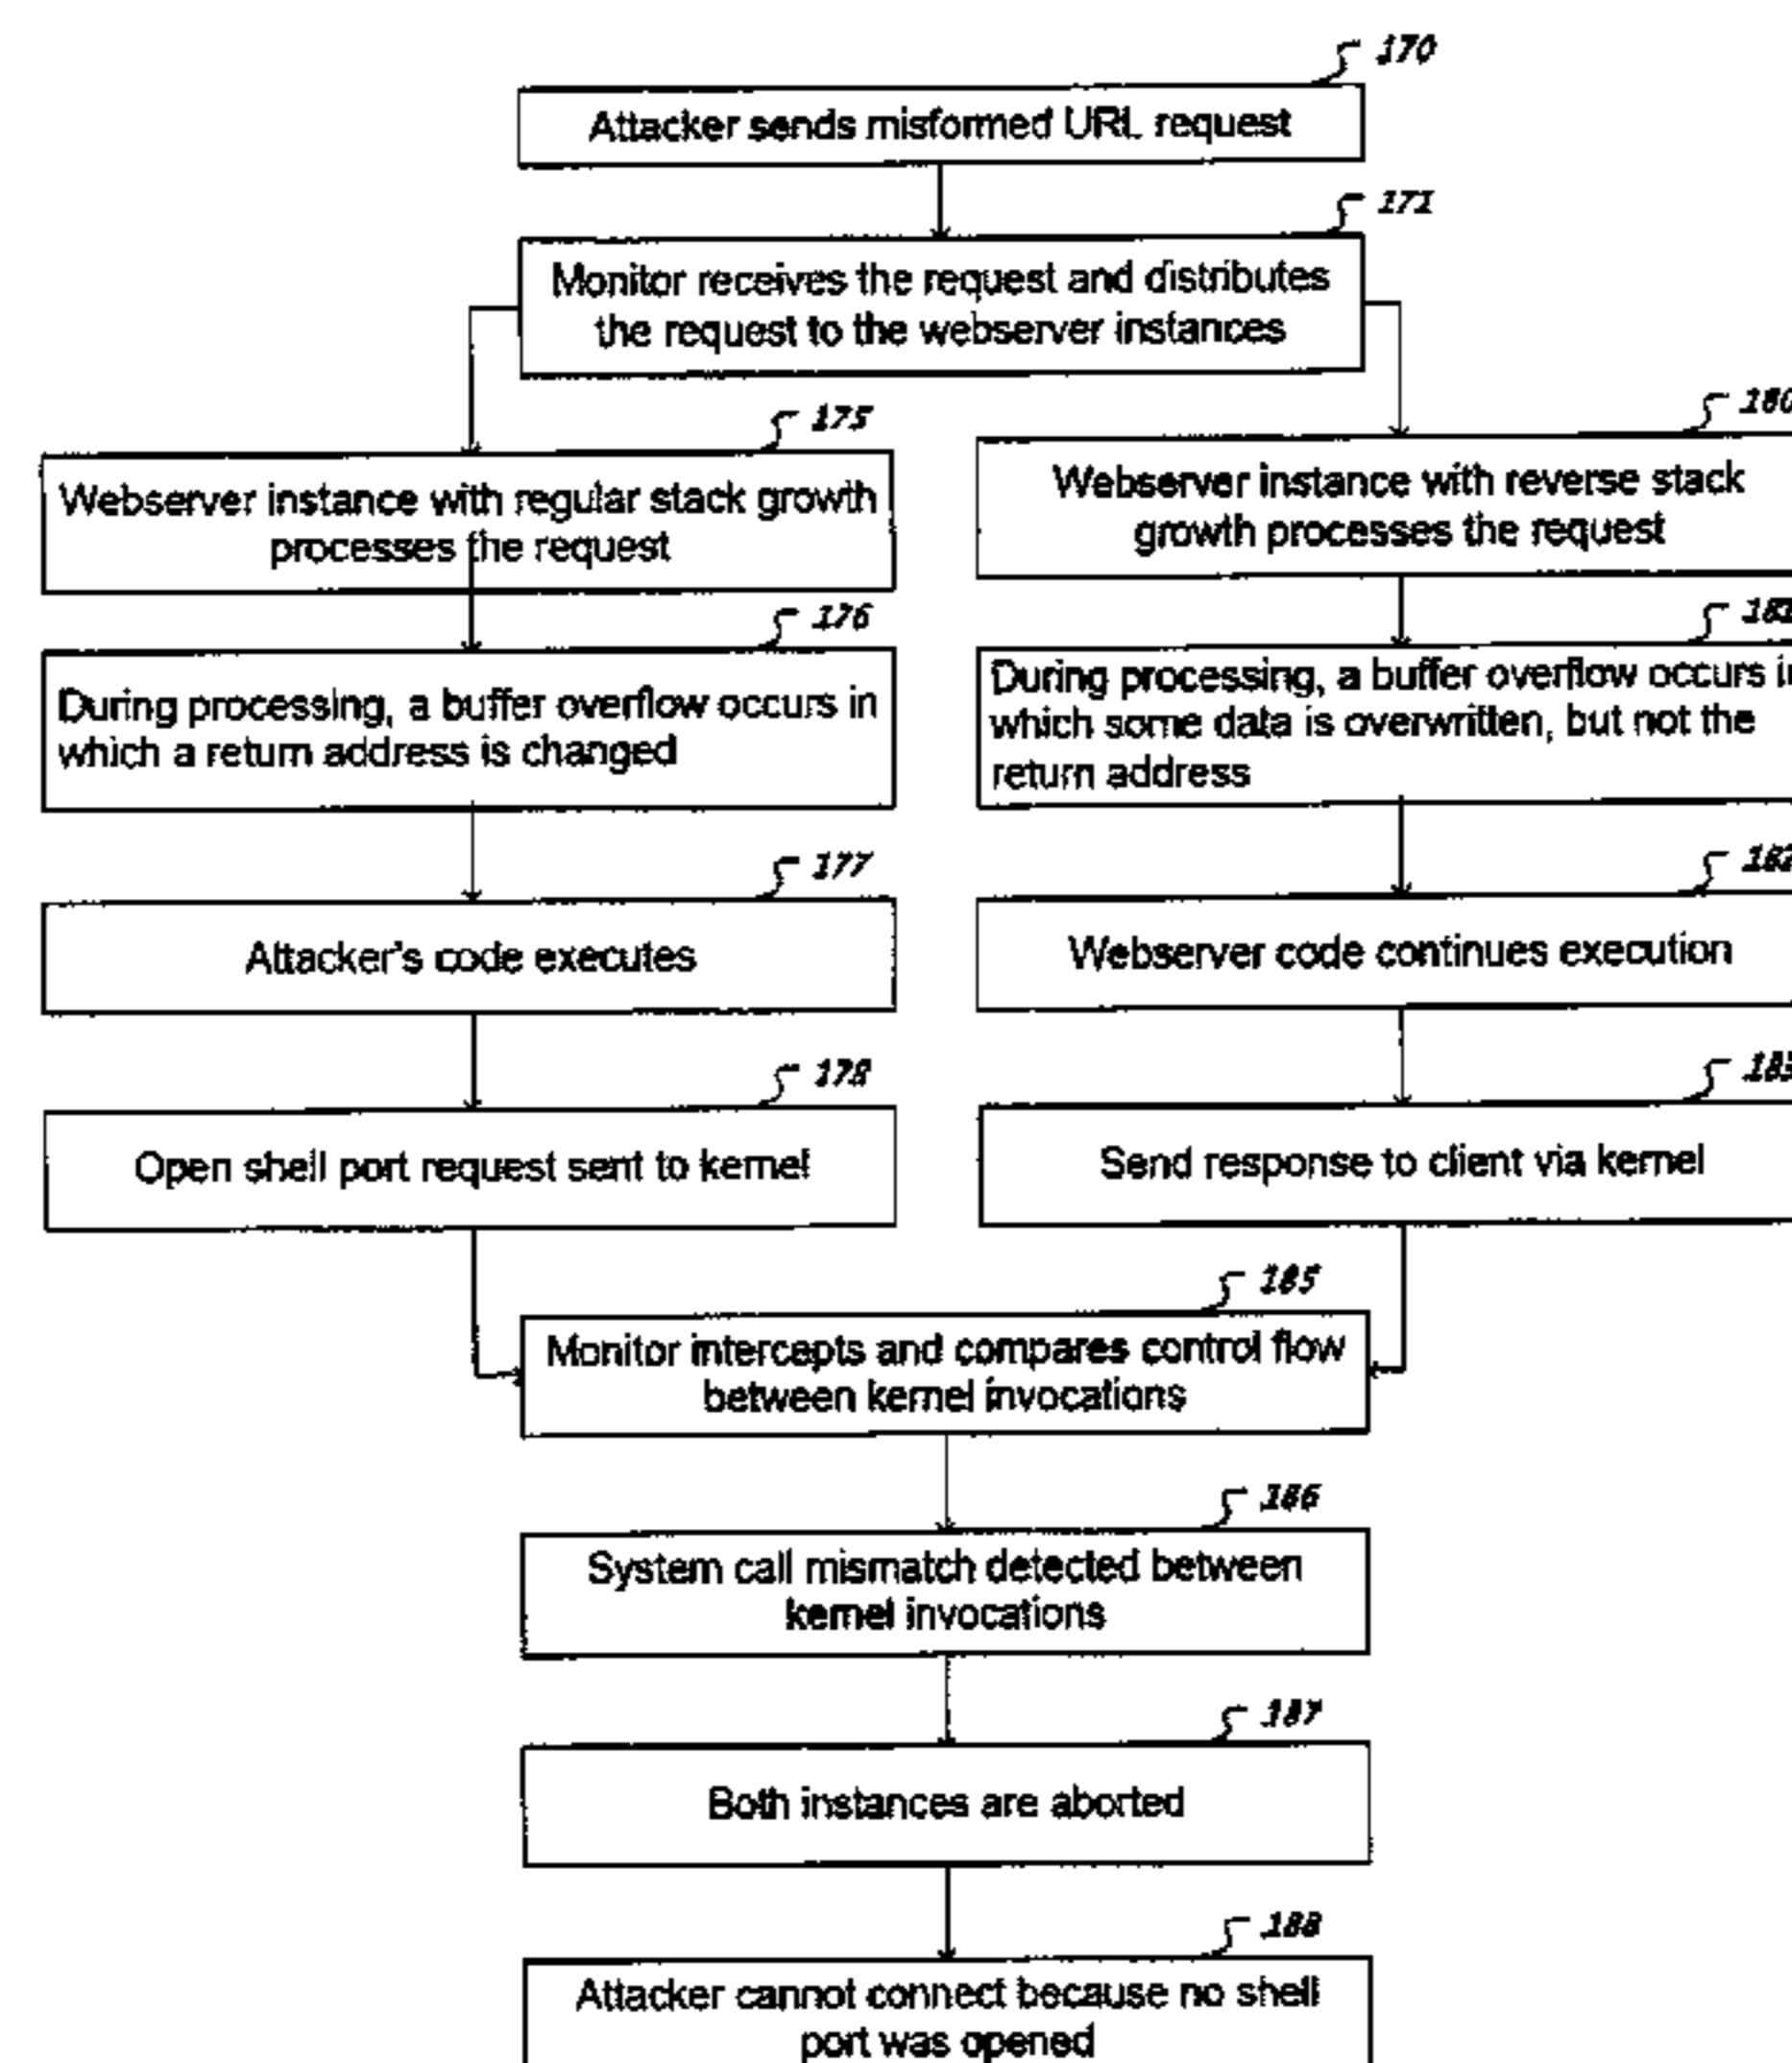 170
Attacker sends misformed URL request
171
Monitor receives the request and distributes
the request to the webserver instances
175
Webserver instance with regular stack growth
processes the request
180
Webserver instance with reverse stack
growth processes the request
176
During processing, a buffer overflow occurs in
which a return address is changed
181
During processing, a buffer overflow occurs in
which some data is overwritten, but not the
return address
177
Attacker's code executes
182
Webserver code continues execution
178
Open shell port request sent to kernel
183
Send response to client via kernel
185
Monitor intercepts and compares control flow
between kernel invocations
186
System call mismatch detected between
kernel invocations
187
Both instances are aborted
188
Attacker cannot connect because no shell
port was opened